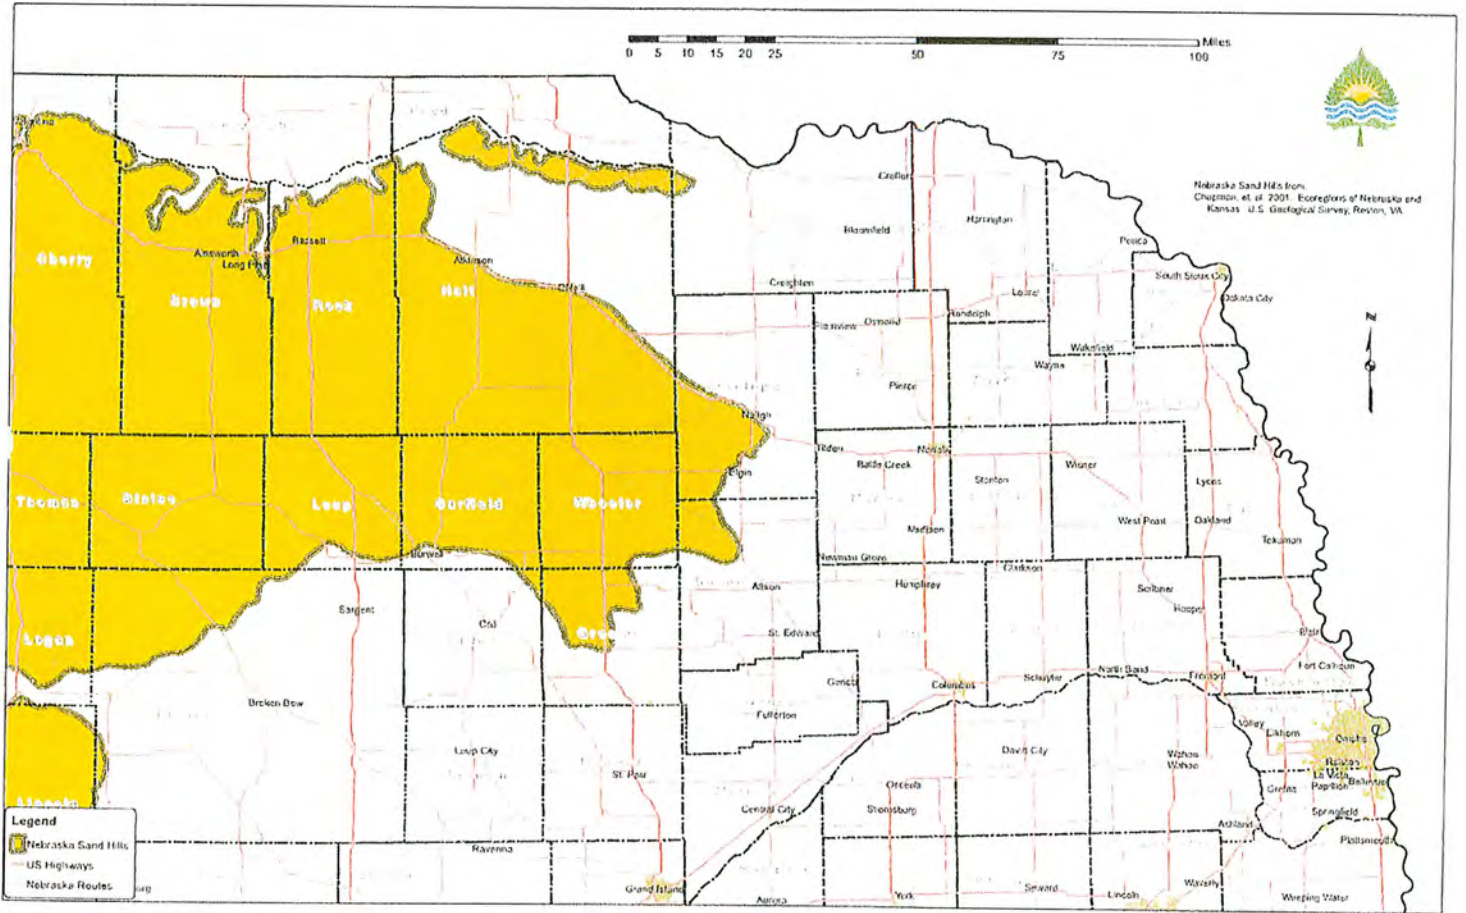 0 5 10 15 20 25 50 75 100 Miles
Nebraska Sand Hills from:
Chapman, et. al. 2001. Ecoregions of Nebraska and
Kansas. U.S. Geological Survey, Reston, VA.
Crofton
Bloomfield
Hartington
Ponca
Ainsworth
Bassett
Cherry
Atkinson
South Sioux City
Dakota City
Brown
Rock
Holt
Creighton
Laurel
Plainview
Osmond
Randolph
Wakefield
Wayne
Pierce
Neligh
Tilden
Battle Creek
Norfolk
Wisner
Elgin
Stanton
Lyons
Thomas
Blaine
Loup
Garfield
Wheeler
Madison
West Point
Oakland
Tekamah
Burwell
Newman Grove
Clarkson
Albion
Humphrey
Scribner
Hooper
Sargent
Ord
Logan
Gree
St. Edward
Blair
Fort Calhoun
Genoa
Columbus
Schuyler
North Bend
Fremont
Broken Bow
Fullerton
Valley
Elkhorn
Omaha
Loup City
David City
Wahoo
Wahoo
Ralston
La Vista
Papillion
Bellevue
St. Paul
Osceola
Gretna
Lincoln
Central City
Stromsburg
Springfield
Ashland
Plattsmouth
Legend
Nebraska Sand Hills
US Highways
Nebraska Routes
Ravenna
Grand Island
Aurora
York
Seward
Lincoln
Waverly
Weeping Water
N